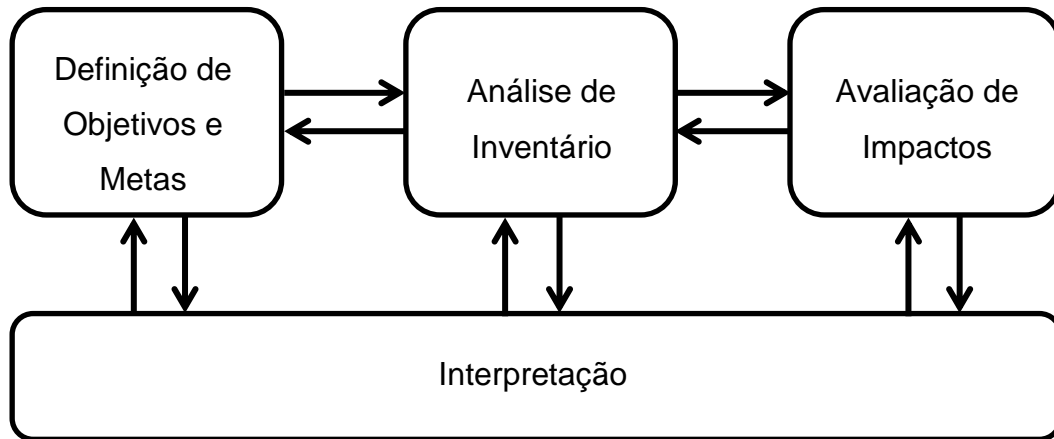 Definição de
Objetivos e
Metas
Análise de
Inventário
Avaliação de
Impactos
Interpretação